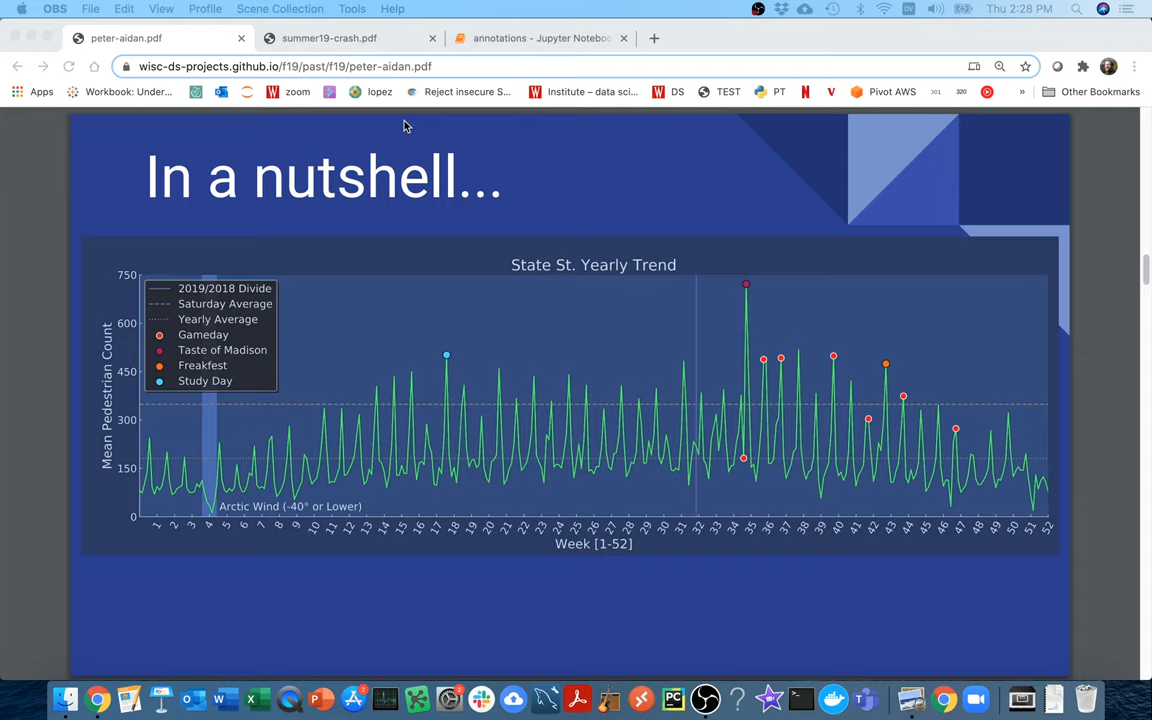 OBS File Edit View Profile Scene Collection Tools Help Thu 2:28 PM
peter-aidan.pdf summer19-crash.pdf annotations - Jupyter Noteboo
wisc-ds-projects.github.io/f19/past/f19/peter-aidan.pdf
Apps Workbook: Under... zoom lopez Reject insecure S... Institute – data sci... DS TEST PT Pivot AWS 301 320 » Other Bookmarks
In a nutshell...
State St. Yearly Trend
750
600
450
300
150
0
Mean Pedestrian Count
2019/2018 Divide
Saturday Average
Yearly Average
Gameday
Taste of Madison
Freakfest
Study Day
Arctic Wind (-40° or Lower)
1 2 3 4 5 6 7 8 9 10 11 12 13 14 15 16 17 18 19 20 21 22 23 24 25 26 27 28 29 30 31 32 33 34 35 36 37 38 39 40 41 42 43 44 45 46 47 48 49 50 51 52
Week [1-52]